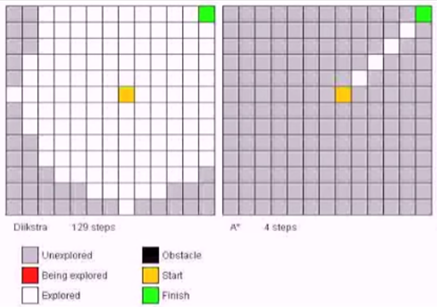 Dijkstra 129 steps
A* 4 steps
Unexplored
Obstacle
Being explored
Start
Explored
Finish